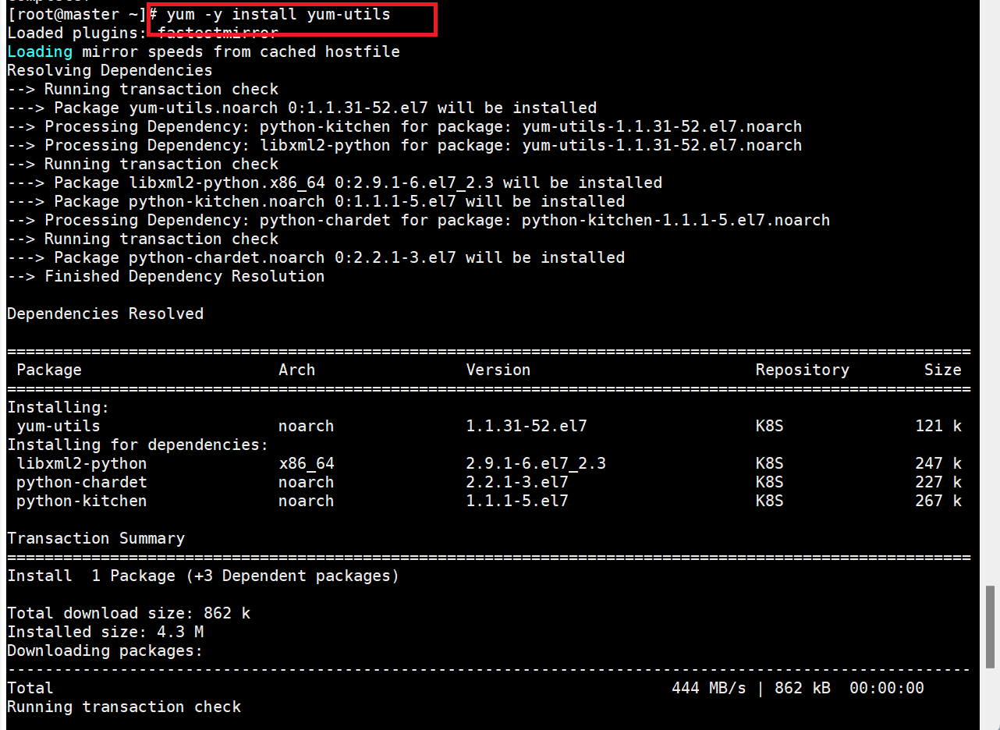 [root@master ~]# yum -y install yum-utils
Loaded plugins: fastestmirror
Loading mirror speeds from cached hostfile
Resolving Dependencies
--> Running transaction check
---> Package yum-utils.noarch 0:1.1.31-52.el7 will be installed
--> Processing Dependency: python-kitchen for package: yum-utils-1.1.31-52.el7.noarch
--> Processing Dependency: libxml2-python for package: yum-utils-1.1.31-52.el7.noarch
--> Running transaction check
---> Package libxml2-python.x86_64 0:2.9.1-6.el7_2.3 will be installed
---> Package python-kitchen.noarch 0:1.1.1-5.el7 will be installed
--> Processing Dependency: python-chardet for package: python-kitchen-1.1.1-5.el7.noarch
--> Running transaction check
---> Package python-chardet.noarch 0:2.2.1-3.el7 will be installed
--> Finished Dependency Resolution
Dependencies Resolved
=======================================================================================================
Package Arch Version Repository Size
=======================================================================================================
Installing:
yum-utils noarch 1.1.31-52.el7 K8S 121 k
Installing for dependencies:
libxml2-python x86_64 2.9.1-6.el7_2.3 K8S 247 k
python-chardet noarch 2.2.1-3.el7 K8S 227 k
python-kitchen noarch 1.1.1-5.el7 K8S 267 k
Transaction Summary
=======================================================================================================
Install  1 Package (+3 Dependent packages)
Total download size: 862 k
Installed size: 4.3 M
Downloading packages:
-------------------------------------------------------------------------------------------------------
Total 444 MB/s | 862 kB  00:00:00
Running transaction check